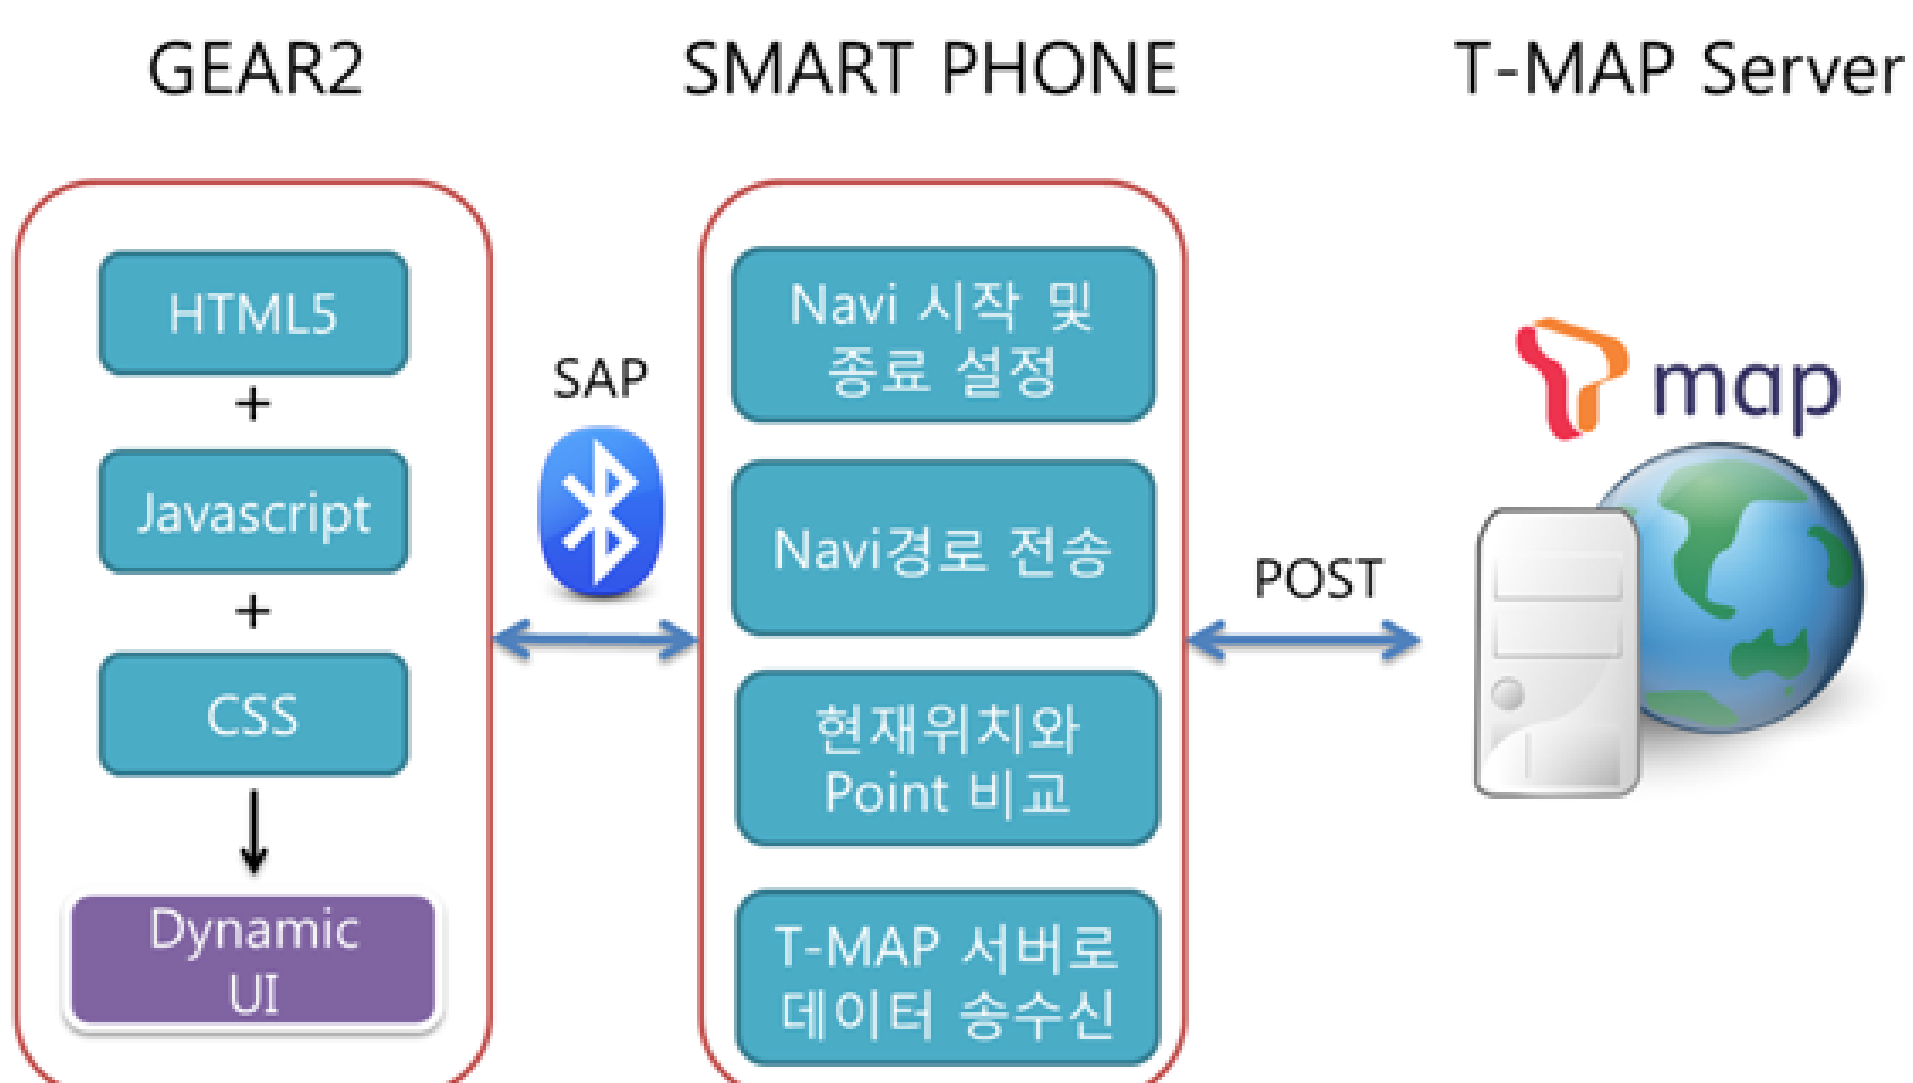 GEAR2
SMART PHONE
T-MAP Server
HTML5
+
Javascript
+
CSS
Dynamic
UI
SAP
Navi 시작 및
종료 설정
Navi경로 전송
현재위치와
Point 비교
T-MAP 서버로
데이터 송수신
POST
T map